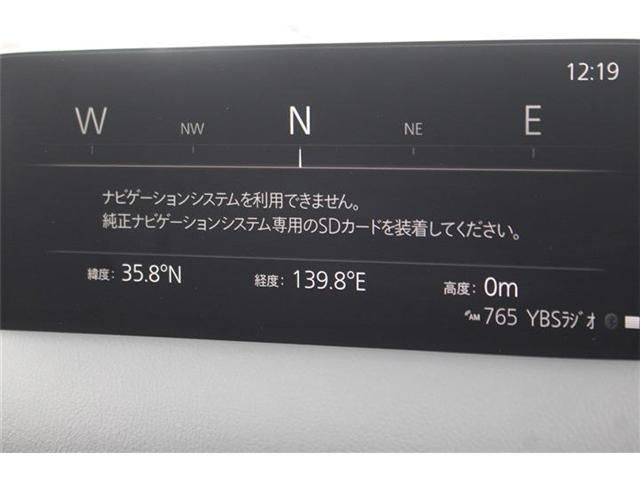 12:19
W NW N NE E
ナビゲーションシステムを利用できません。
純正ナビゲーションシステム専用のSDカードを装着してください。
緯度: 35.8°N 経度: 139.8°E 高度: 0m
AM 765 YBSﾗｼﾞｵ